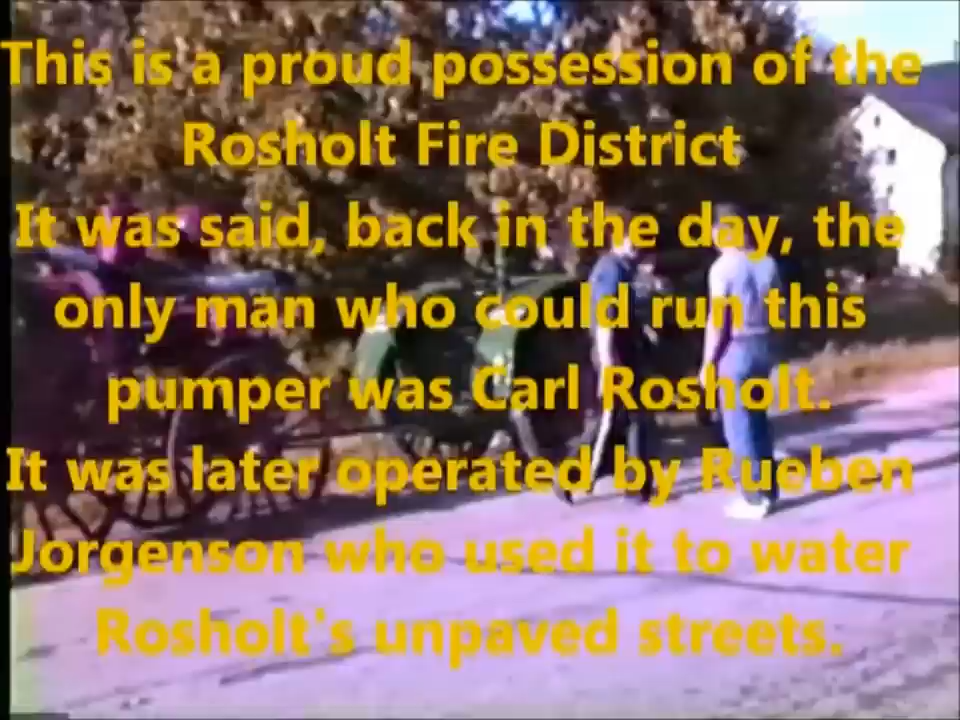 This is a proud possession of the
Rosholt Fire District
It was said, back in the day, the
only man who could run this
pumper was Carl Rosholt.
It was later operated by Rueben
Jorgenson who used it to water
Rosholt's unpaved streets.